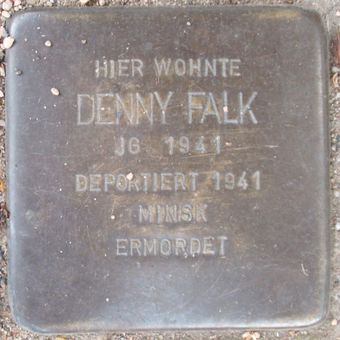 HIER WOHNTE
DENNY FALK
JG 1941
DEPORTIERT 1941
MINSK
ERMORDET